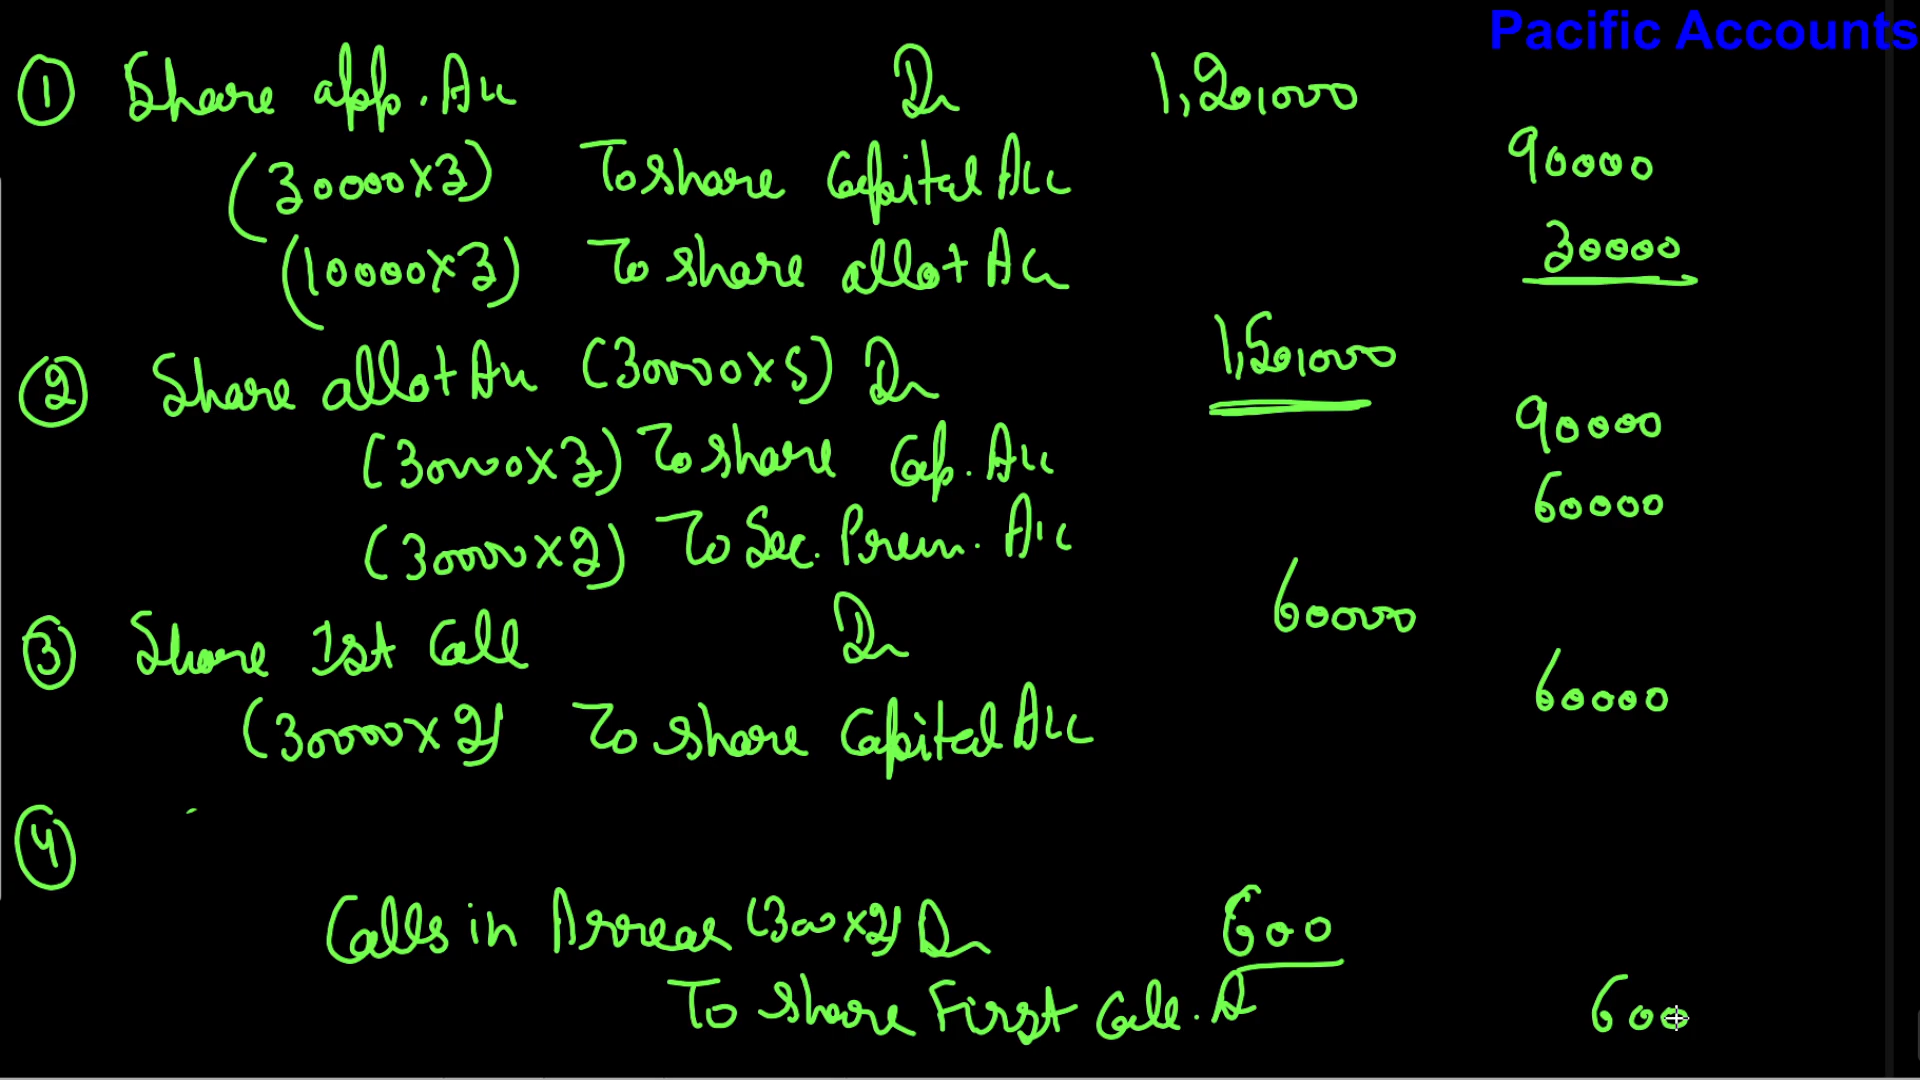 Pacific Accounts
① Share app. A/c Dr 1,20,000
(30000×3) To share Capital A/c 90000
(10000×3) To share allot A/c 30000
② Share allot A/c (30000×5) Dr 1,50,000
(30000×3) To share Cap. A/c 90000
(30000×2) To Sec. Prem. A/c 60000
③ Share 1st Call Dr 60000
(30000×2) To share Capital A/c 60000
④
Calls in Arrear (300×2) Dr 600
To share First Call. A 600